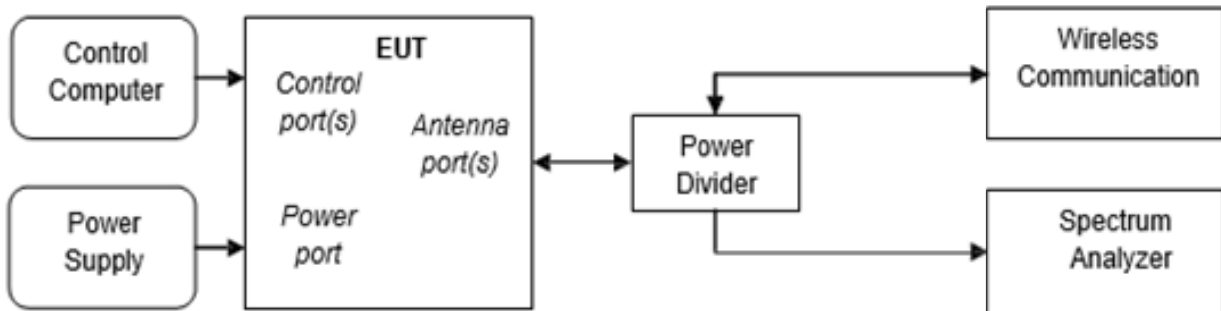 Control
Computer
Power
Supply
EUT
Control
port(s)
Antenna
port(s)
Power
port
Power
Divider
Wireless
Communication
Spectrum
Analyzer